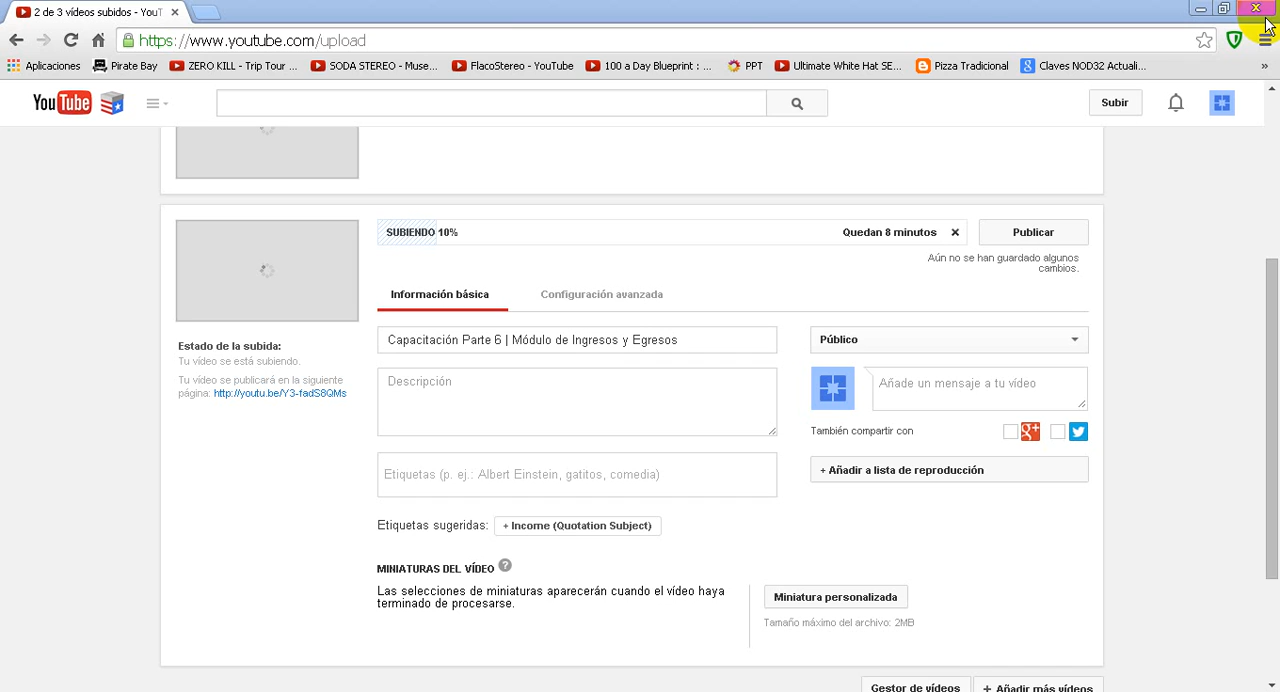 2 de 3 vídeos subidos - YouT
https://www.youtube.com/upload
Aplicaciones
Pirate Bay
ZERO KILL - Trip Tour ...
SODA STEREO - Muse...
FlacoStereo - YouTube
100 a Day Blueprint : ...
PPT
Ultimate White Hat SE...
Pizza Tradicional
Claves NOD32 Actuali...
»
YouTube
Subir
SUBIENDO 10%
Quedan 8 minutos
Publicar
Aún no se han guardado algunos
cambios.
Información básica
Configuración avanzada
Estado de la subida:
Tu vídeo se está subiendo.
Tu vídeo se publicará en la siguiente
página: http://youtu.be/Y3-fadS8QMs
Capacitación Parte 6 | Módulo de Ingresos y Egresos
Público
Descripción
Añade un mensaje a tu vídeo
También compartir con
g+
Etiquetas (p. ej.: Albert Einstein, gatitos, comedia)
+ Añadir a lista de reproducción
Etiquetas sugeridas:
+ Income (Quotation Subject)
MINIATURAS DEL VÍDEO ?
Las selecciones de miniaturas aparecerán cuando el vídeo haya
terminado de procesarse.
Miniatura personalizada
Tamaño máximo del archivo: 2MB
Gestor de vídeos
+ Añadir más vídeos